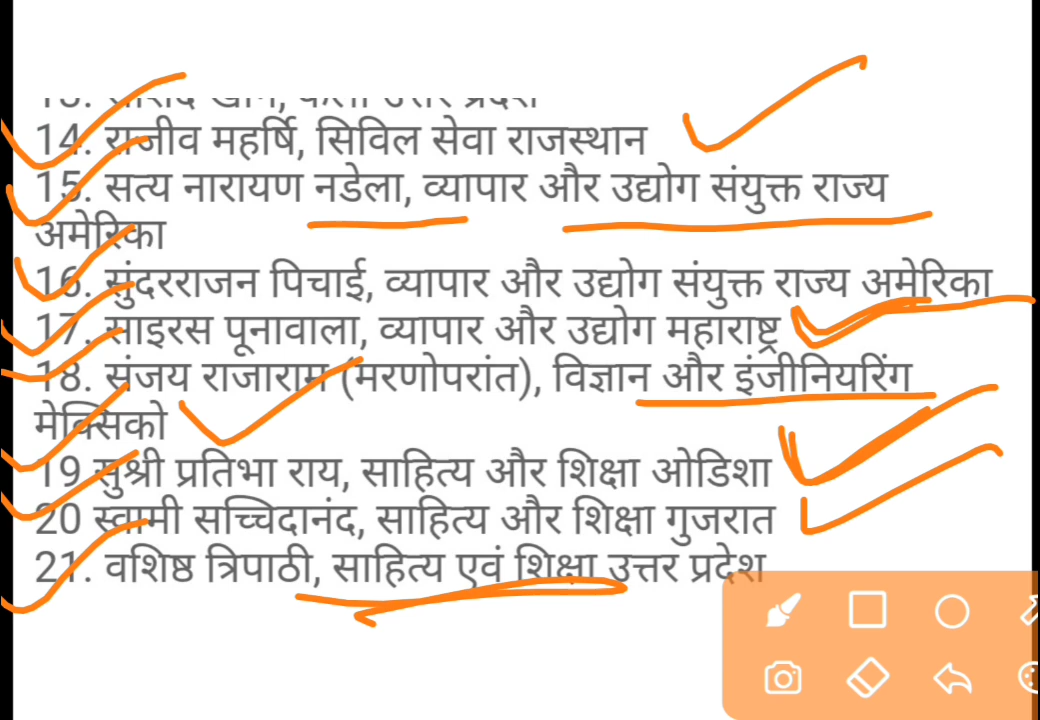 14. राजीव महर्षि, सिविल सेवा राजस्थान
15. सत्य नारायण नडेला, व्यापार और उद्योग संयुक्त राज्य
अमेरिका
16. सुंदरराजन पिचाई, व्यापार और उद्योग संयुक्त राज्य अमेरिका
17. साइरस पूनावाला, व्यापार और उद्योग महाराष्ट्र
18. संजय राजाराम (मरणोपरांत), विज्ञान और इंजीनियरिंग
मेक्सिको
19 सुश्री प्रतिभा राय, साहित्य और शिक्षा ओडिशा
20 स्वामी सच्चिदानंद, साहित्य और शिक्षा गुजरात
21. वशिष्ठ त्रिपाठी, साहित्य एवं शिक्षा उत्तर प्रदेश